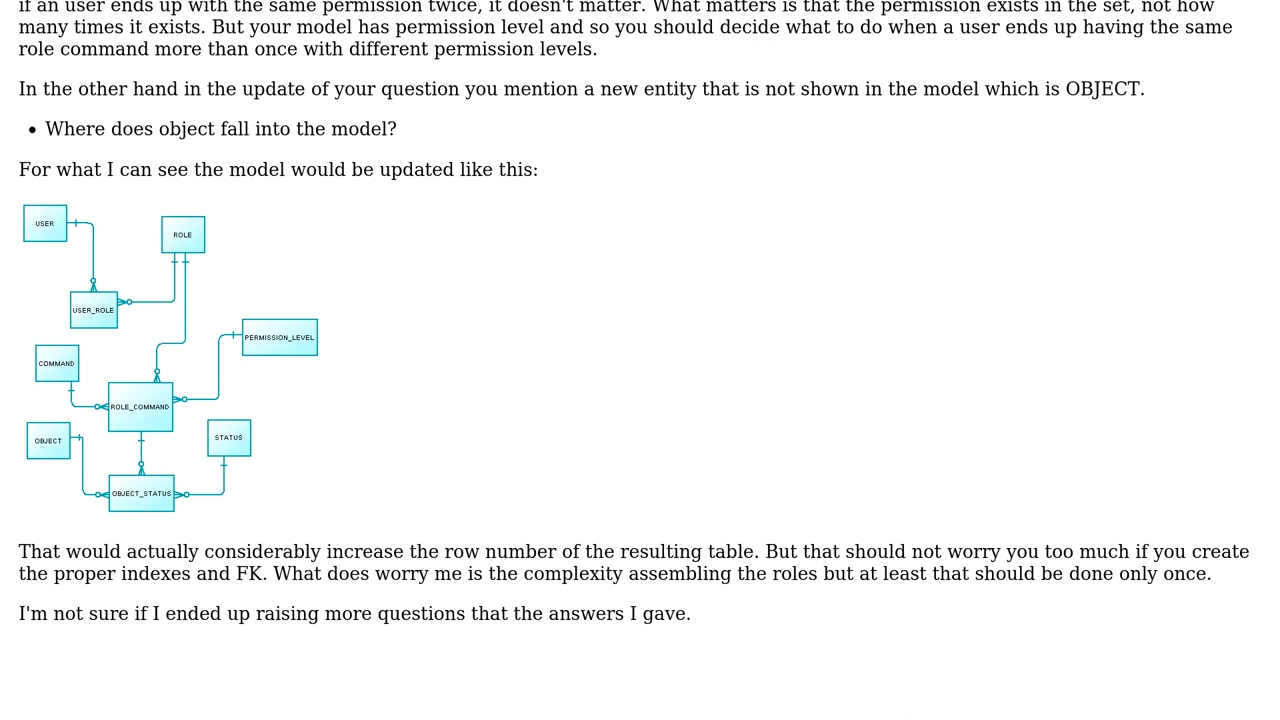 if an user ends up with the same permission twice, it doesn't matter. What matters is that the permission exists in the set, not how
many times it exists. But your model has permission level and so you should decide what to do when a user ends up having the same
role command more than once with different permission levels.
In the other hand in the update of your question you mention a new entity that is not shown in the model which is OBJECT.
• Where does object fall into the model?
For what I can see the model would be updated like this:
USER
ROLE
USER_ROLE
PERMISSION_LEVEL
COMMAND
ROLE_COMMAND
OBJECT
STATUS
OBJECT_STATUS
That would actually considerably increase the row number of the resulting table. But that should not worry you too much if you create
the proper indexes and FK. What does worry me is the complexity assembling the roles but at least that should be done only once.
I'm not sure if I ended up raising more questions that the answers I gave.